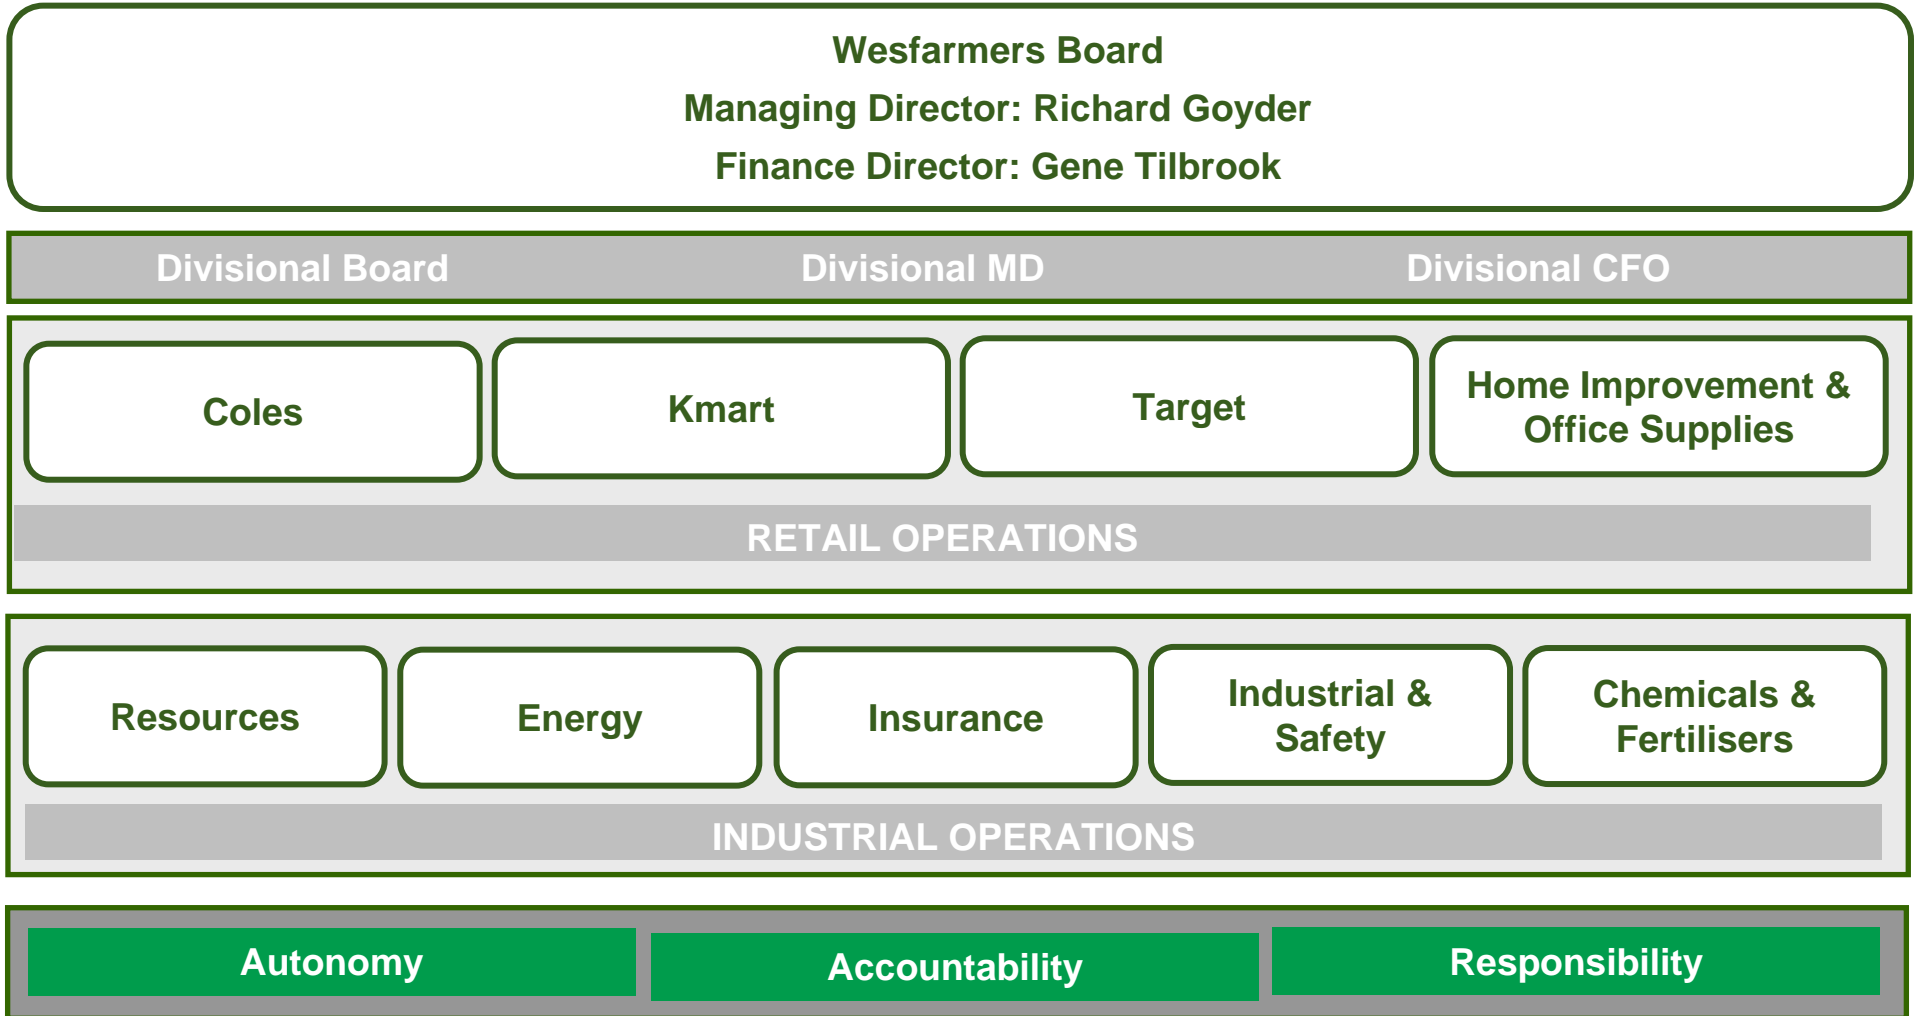 Wesfarmers Board
Managing Director: Richard Goyder
Finance Director: Gene Tilbrook
Divisional Board Divisional MD Divisional CFO
Coles
Kmart
Target
Home Improvement &
Office Supplies
RETAIL OPERATIONS
Resources
Energy
Insurance
Industrial &
Safety
Chemicals &
Fertilisers
INDUSTRIAL OPERATIONS
Autonomy
Accountability
Responsibility